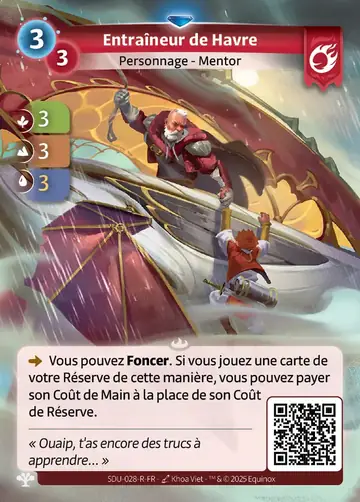 3
3
Entraîneur de Havre
Personnage - Mentor
3
3
3
Vous pouvez Foncer. Si vous jouez une carte de
votre Réserve de cette manière, vous pouvez payer
son Coût de Main à la place de son Coût
de Réserve.
« Ouaip, t'as encore des trucs à
apprendre... »
SDU-028-R-FR - Khoa Viet - ™ & © 2025 Equinox